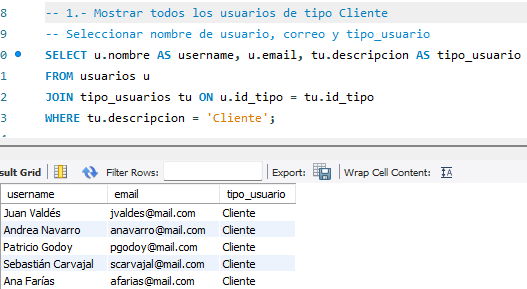 8 -- 1.- Mostrar todos los usuarios de tipo Cliente
9 -- Seleccionar nombre de usuario, correo y tipo_usuario
0 SELECT u.nombre AS username, u.email, tu.descripcion AS tipo_usuario
1 FROM usuarios u
2 JOIN tipo_usuarios tu ON u.id_tipo = tu.id_tipo
3 WHERE tu.descripcion = 'Cliente';
sult Grid Filter Rows: Export: Wrap Cell Content:
username email tipo_usuario
Juan Valdés jvaldes@mail.com Cliente
Andrea Navarro anavarro@mail.com Cliente
Patricio Godoy pgodoy@mail.com Cliente
Sebastián Carvajal scarvajal@mail.com Cliente
Ana Farías afarias@mail.com Cliente